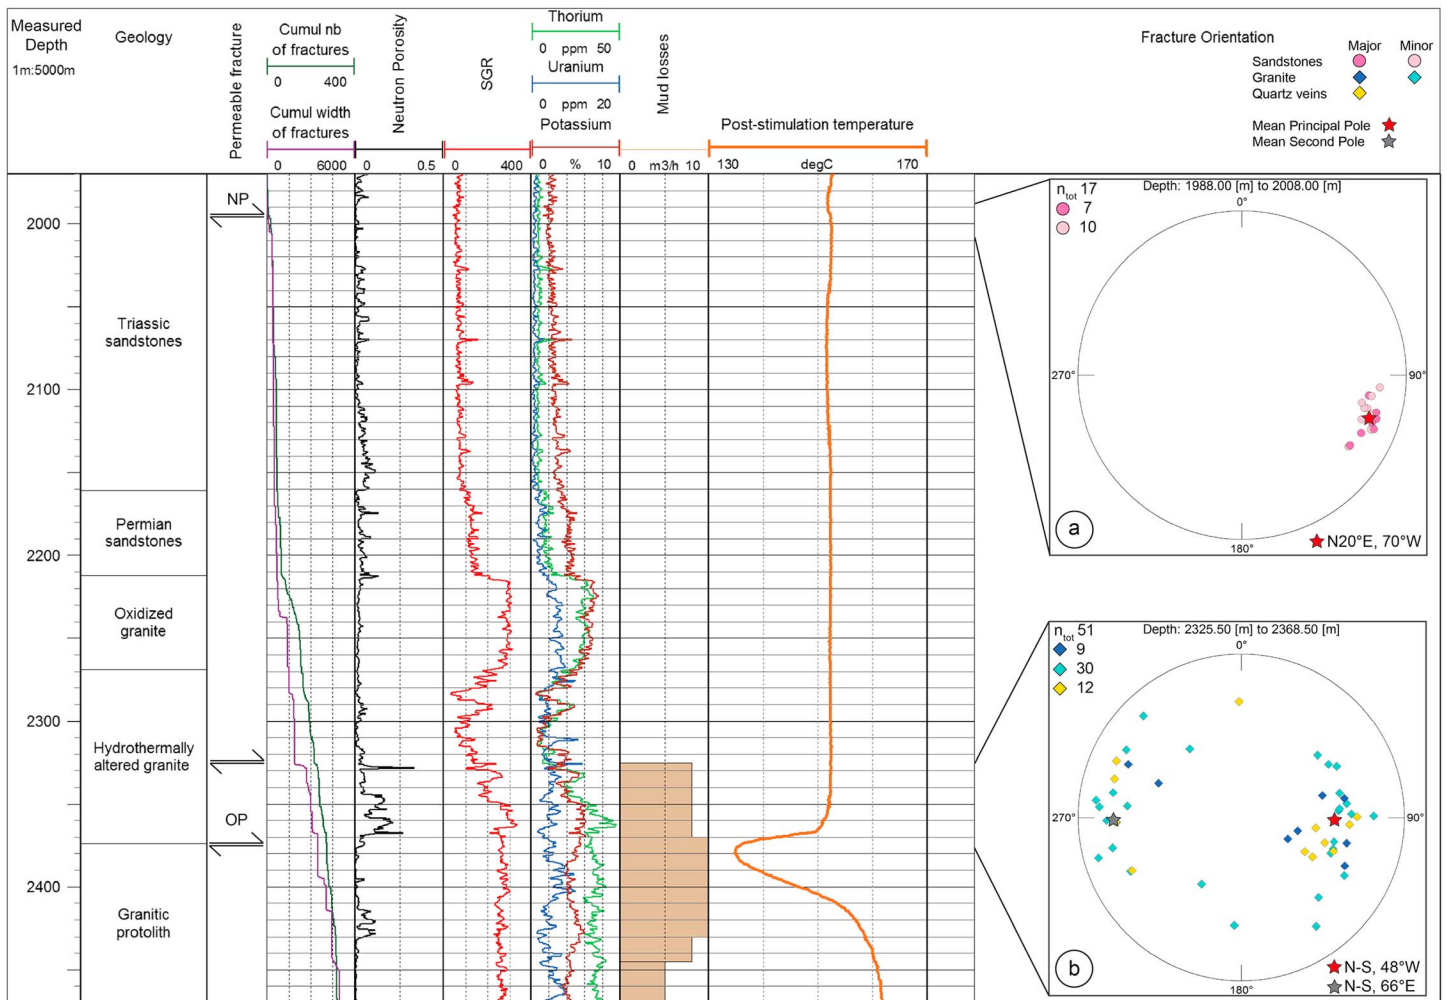 Measured
Depth
1m:5000m
Geology
Permeable fracture
Cumul nb
of fractures
0 400
Cumul width
of fractures
0 6000
Neutron Porosity
0 0.5
SGR
0 400
Thorium
0 ppm 50
Uranium
0 ppm 20
Potassium
0 % 10
Mud losses
0 m3/h 10
Post-stimulation temperature
130 degC 170
Fracture Orientation
Major Minor
Sandstones
Granite
Quartz veins
Mean Principal Pole
Mean Second Pole
2000
2100
2200
2300
2400
Triassic
sandstones
Permian
sandstones
Oxidized
granite
Hydrothermally
altered granite
Granitic
protolith
NP
OP
ntot 17
7
10
Depth: 1988.00 [m] to 2008.00 [m]
0°
270° 90°
180°
a
N20°E, 70°W
ntot 51
9
30
12
Depth: 2325.50 [m] to 2368.50 [m]
0°
270° 90°
180°
b
N-S, 48°W
N-S, 66°E